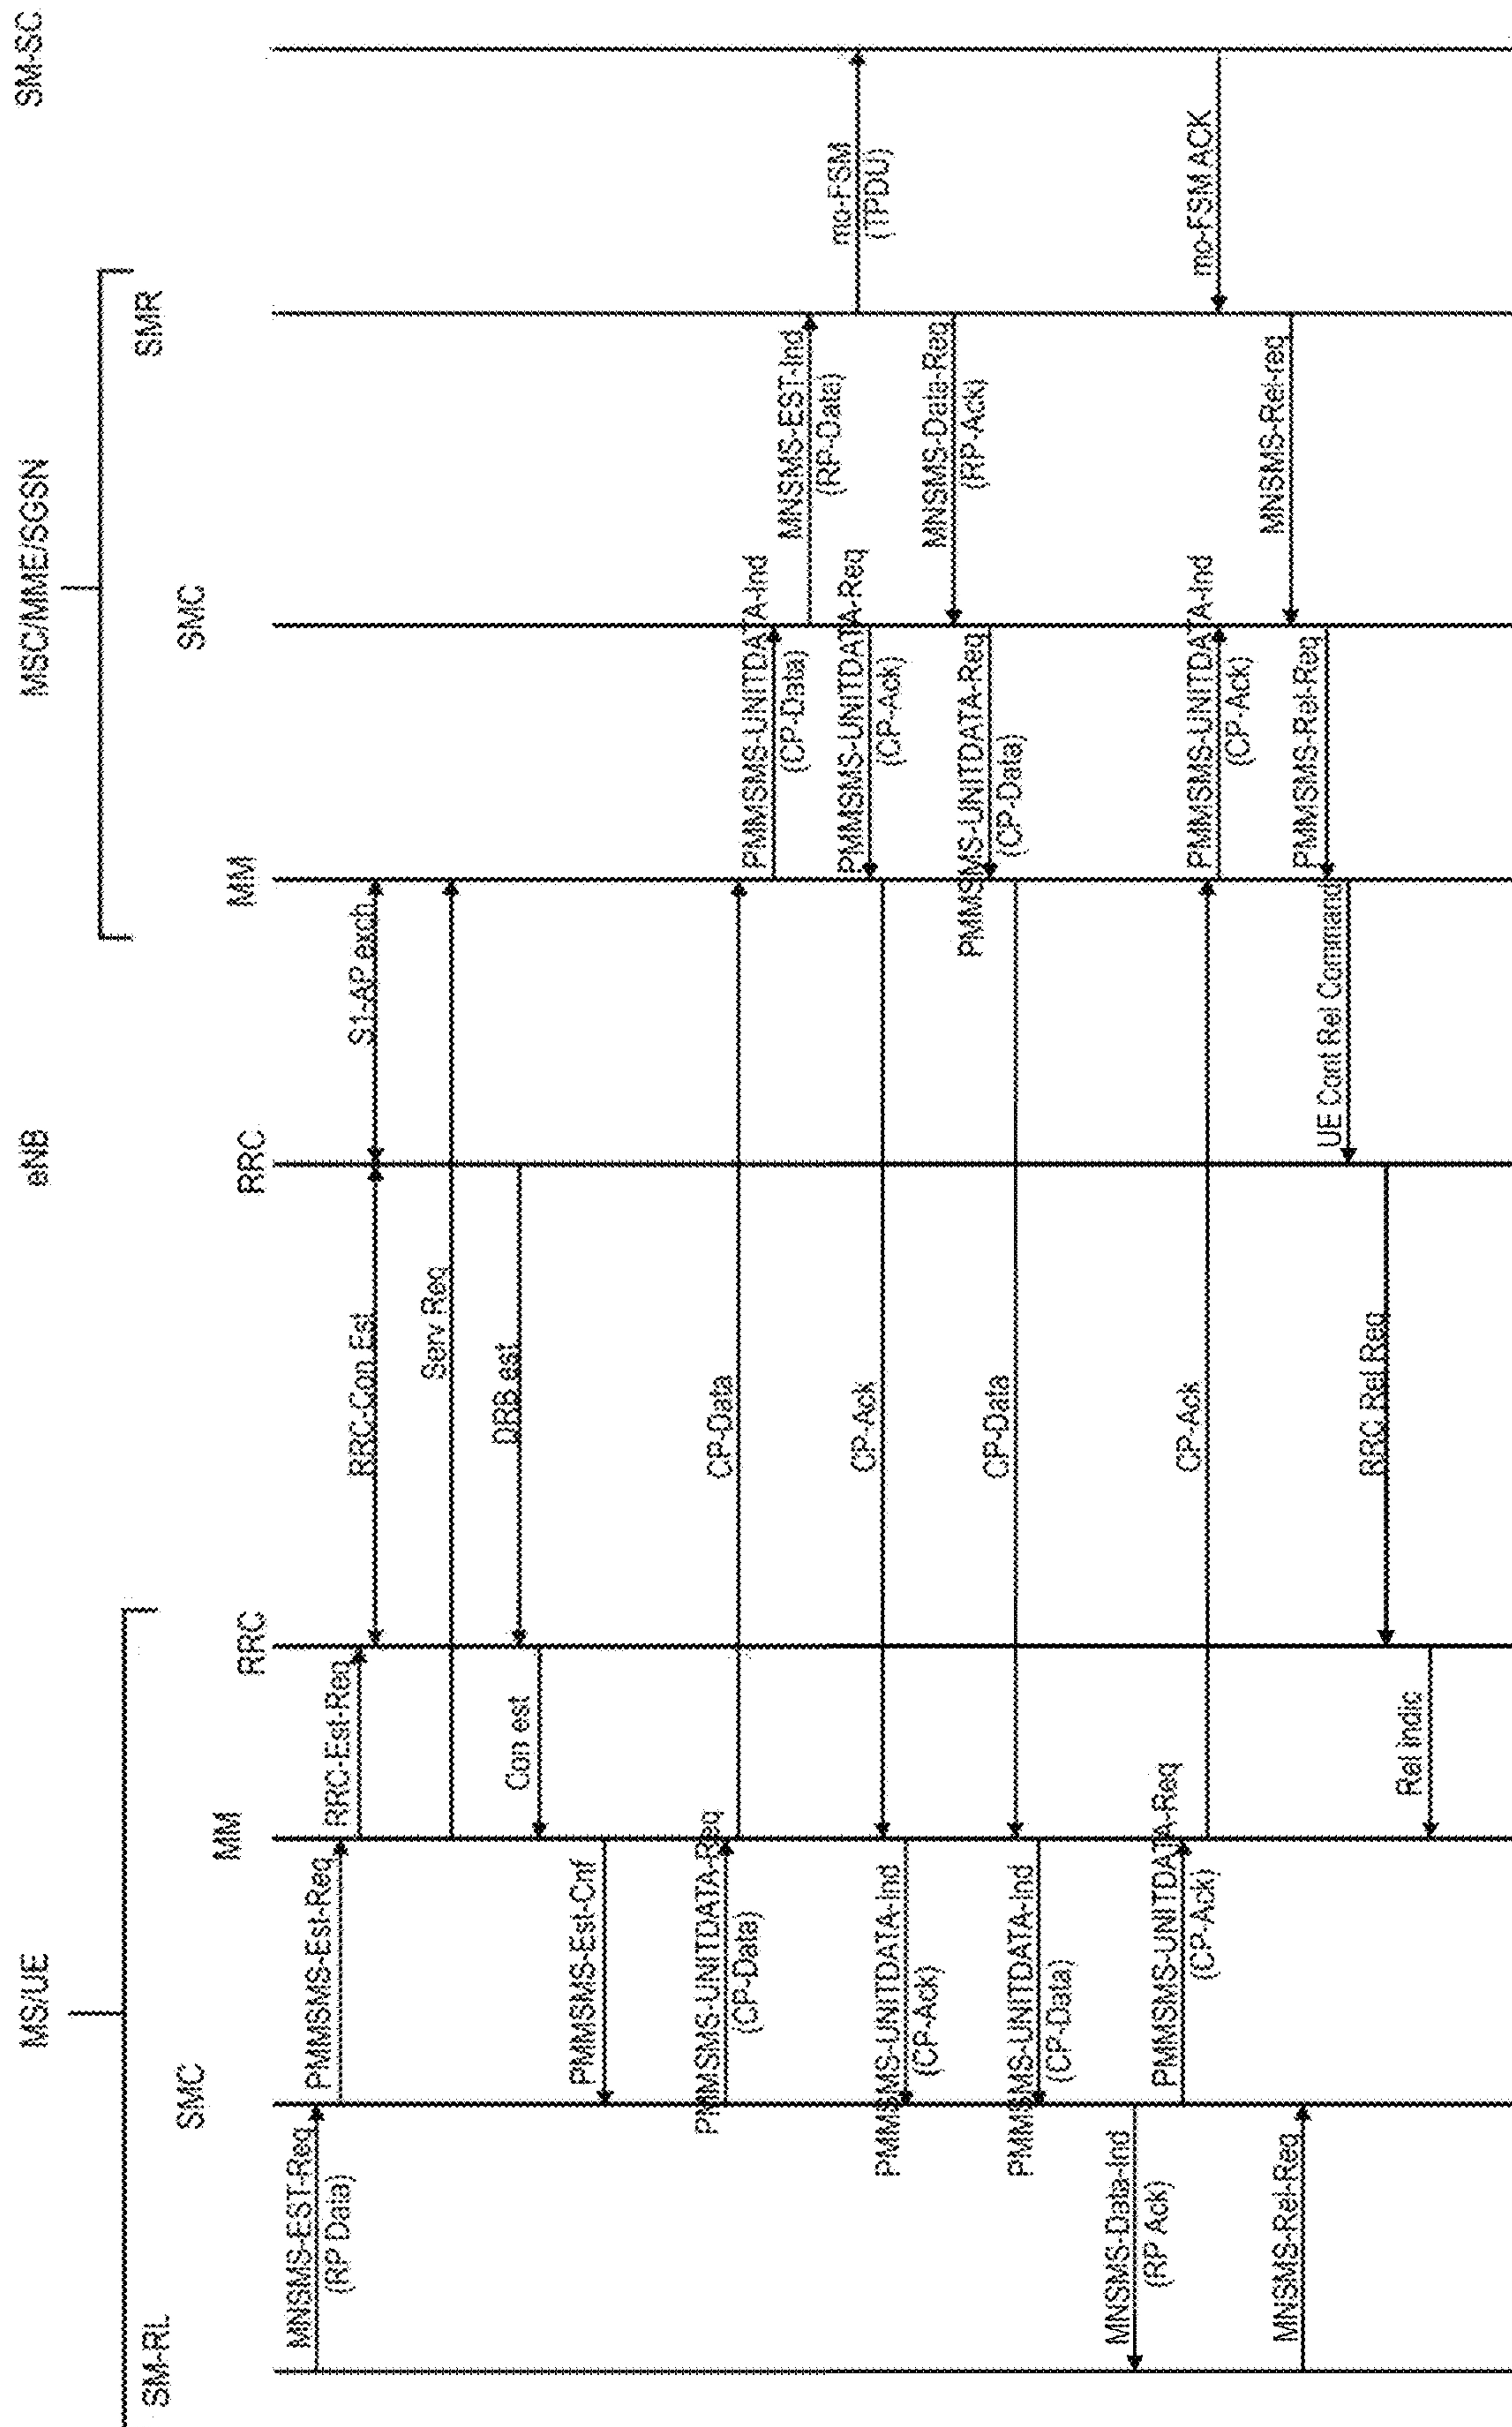 MS/UE
eNB
MSC/MME/SGSN
SM-SC
SM-RL
SMC
MM
RRC
RRC
MM
SMC
SMR
MNSMS-EST-Req
(RP Data)
PMMSMS-Est-Req
RRC-Est-Req
RRC-Con Est
S1-AP exch
Serv Req
DRB est
Con est
PMMSMS-Est-Cnf
PMMSMS-UNITDATA-Req
(CP-Data)
CP-Data
PMMSMS-UNITDATA-Ind
(CP-Data)
MNSMS-EST-Ind
(RP-Data)
mo-FSM
(TPDU)
PMMSMS-UNITDATA-Req
(CP-Ack)
CP-Ack
PMMSMS-UNITDATA-Ind
(CP-Ack)
MNSMS-Data-Req
(RP-Ack)
PMMSMS-UNITDATA-Req
(CP-Data)
CP-Data
PMMSMS-UNITDATA-Ind
(CP-Data)
MNSMS-Data-Ind
(RP Ack)
PMMSMS-UNITDATA-Req
(CP-Ack)
CP-Ack
PMMSMS-UNITDATA-Ind
(CP-Ack)
mo-FSM ACK
MNSMS-Rel-Req
MNSMS-Rel-req
PMMSMS-Rel-Req
UE Cont Rel Command
RRC Rel Req
Rel indic